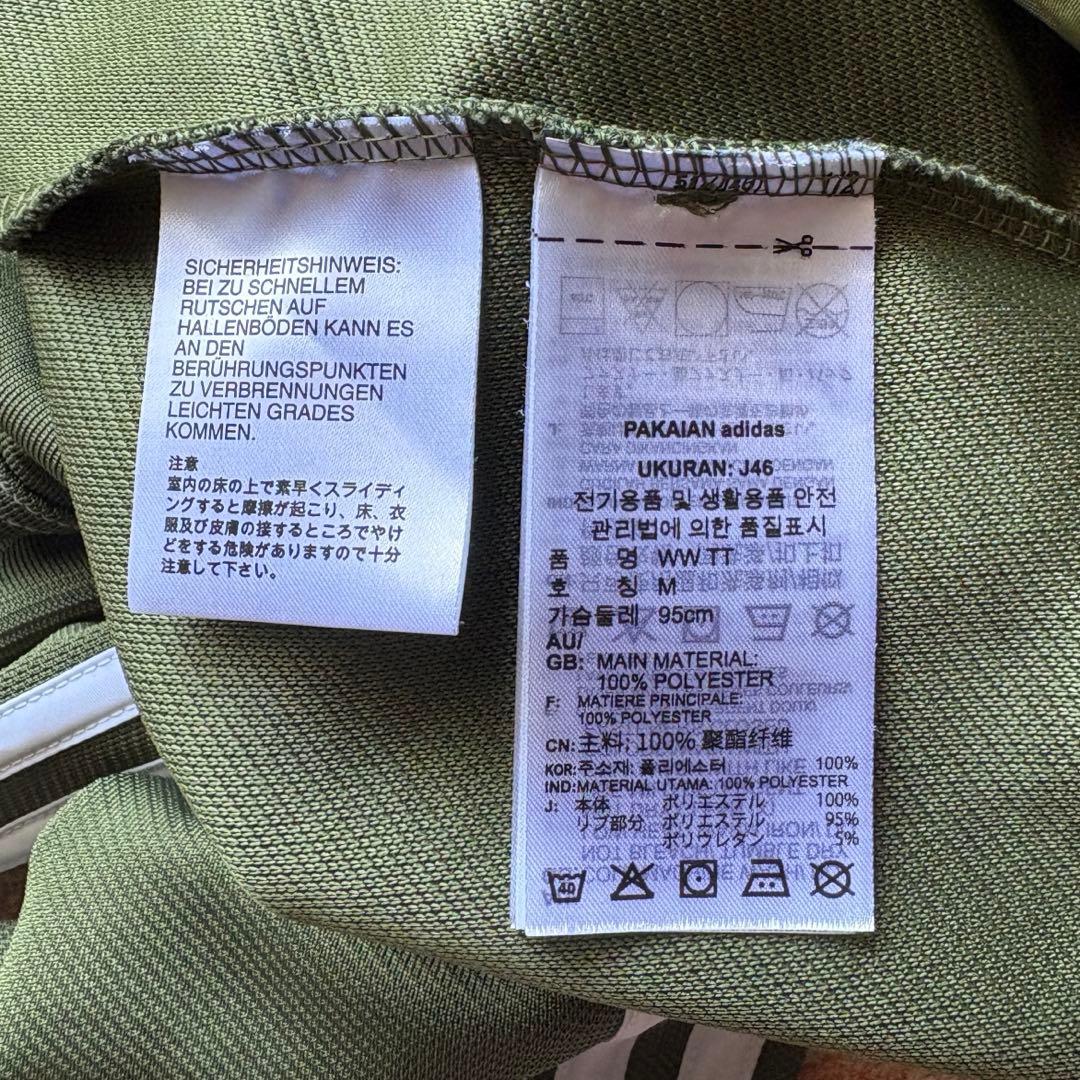 SICHERHEITSHINWEIS:
BEI ZU SCHNELLEM
RUTSCHEN AUF
HALLENBÖDEN KANN ES
AN DEN
BERÜHRUNGSPUNKTEN
ZU VERBRENNUNGEN
LEICHTEN GRADES
KOMMEN.
注意
室内の床の上で素早くスライディ
ングすると摩擦が起こり、床、衣
服及び皮膚の接するところでやけ
どをする危険がありますので十分
注意して下さい。
PAKAIAN adidas
UKURAN: J46
전기용품 및 생활용품 안전
관리법에 의한 품질표시
품 명 WW TT
호 칭 M
가슴둘레 95cm
AU/
GB: MAIN MATERIAL:
100% POLYESTER
F: MATIERE PRINCIPALE:
100% POLYESTER
CN: 主料: 100% 聚酯纤维
KOR: 주소재: 폴리에스터 100%
IND: MATERIAL UTAMA: 100% POLYESTER
J: 本体 ポリエステル 100%
リブ部分 ポリエステル 95%
ポリウレタン 5%
40